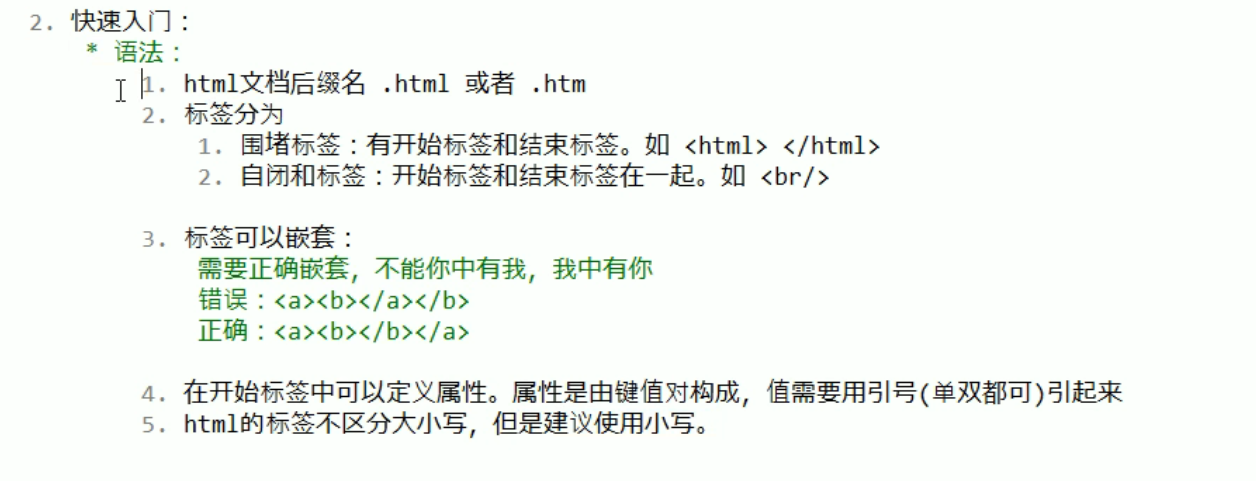 2. 快速入门：
* 语法：
1. html文档后缀名 .html 或者 .htm
2. 标签分为
1. 围堵标签：有开始标签和结束标签。如 <html> </html>
2. 自闭和标签：开始标签和结束标签在一起。如 <br/>
3. 标签可以嵌套：
需要正确嵌套，不能你中有我，我中有你
错误：<a><b></a></b>
正确：<a><b></b></a>
4. 在开始标签中可以定义属性。属性是由键值对构成，值需要用引号(单双都可)引起来
5. html的标签不区分大小写，但是建议使用小写。